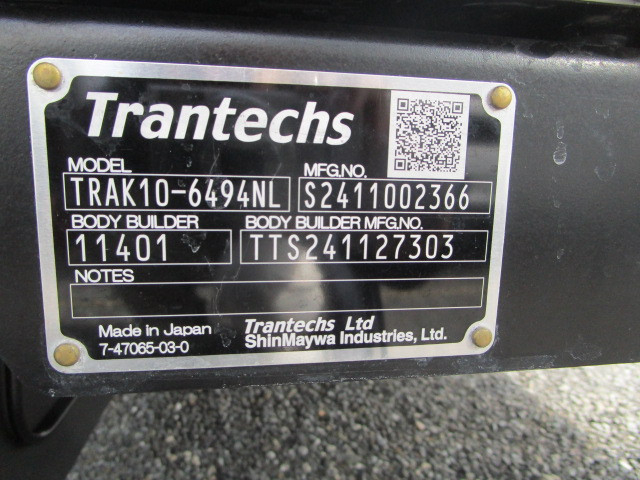 Trantechs
MODEL MFG.NO.
TRAK10-6494NL S2411002366
BODY BUILDER BODY BUILDER MFG.NO.
11401 TTS241127303
NOTES
Made in Japan Trantechs Ltd
7-47065-03-0 ShinMaywa Industries, Ltd.